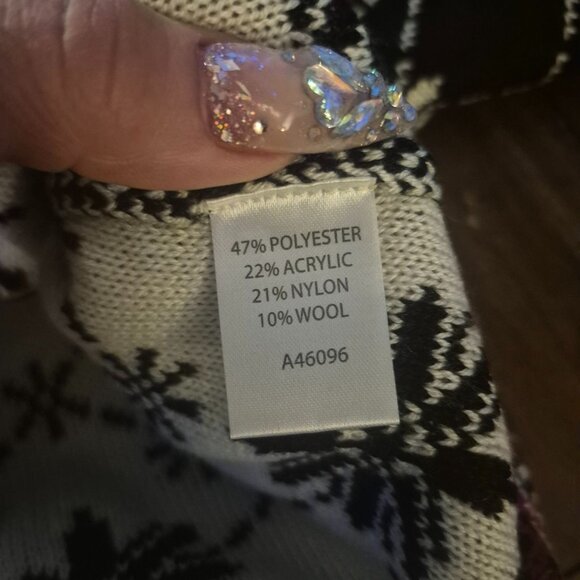 47% POLYESTER
22% ACRYLIC
21% NYLON
10% WOOL
A46096